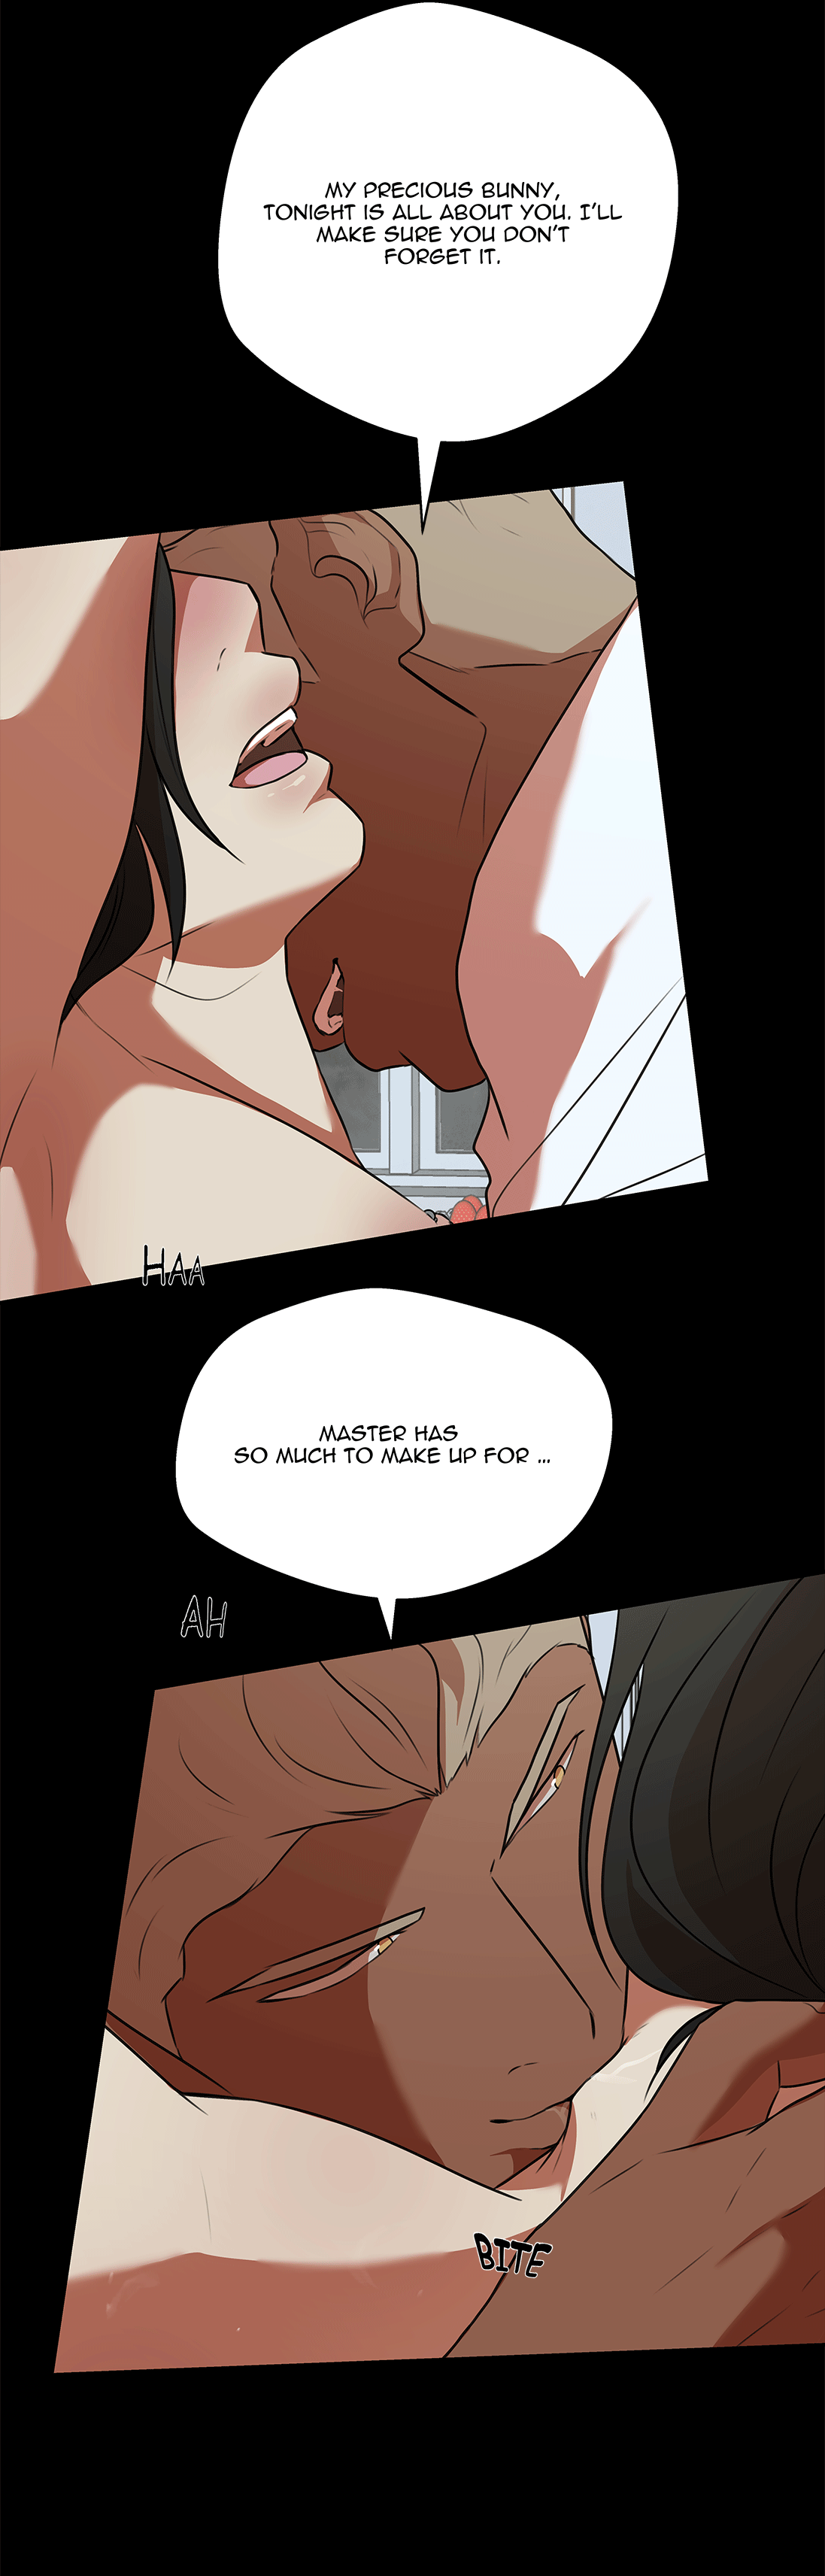 MY PRECIOUS BUNNY,
TONIGHT IS ALL ABOUT YOU. I'LL
MAKE SURE YOU DON'T
FORGET IT.
HAA
MASTER HAS
SO MUCH TO MAKE UP FOR ...
AH
BITE